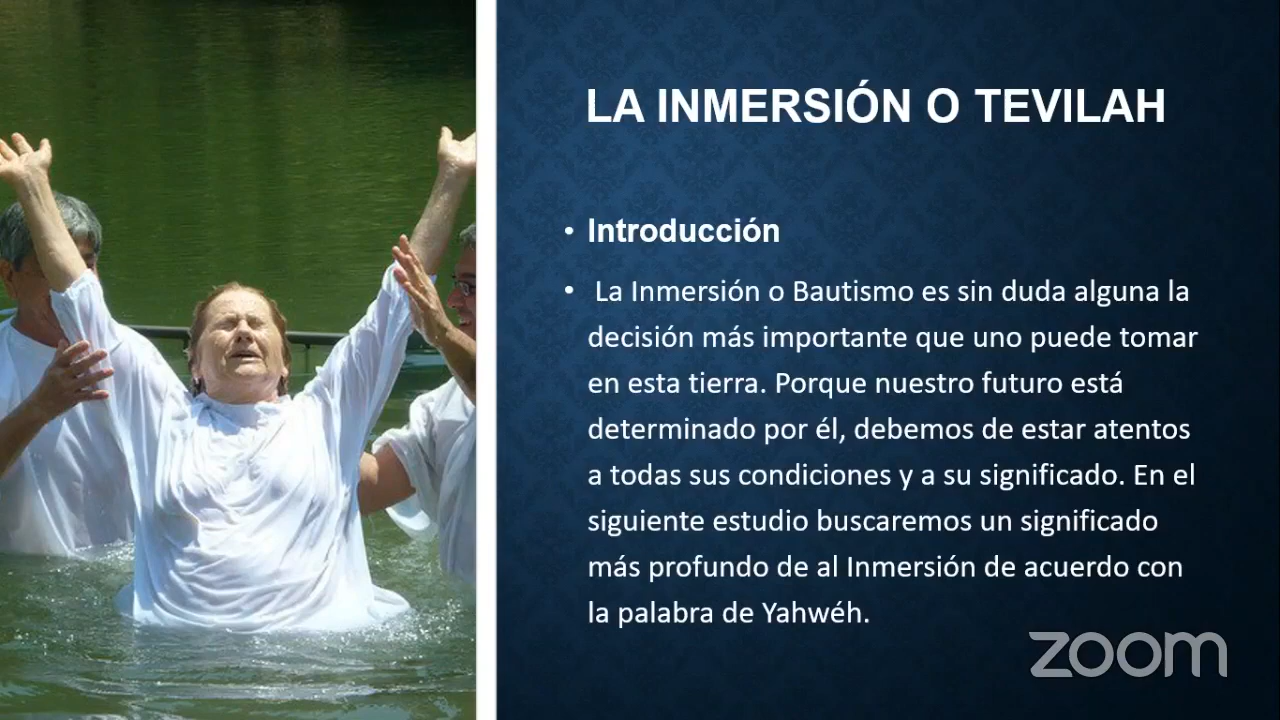 LA INMERSIÓN O TEVILAH
• Introducción
• La Inmersión o Bautismo es sin duda alguna la
decisión más importante que uno puede tomar
en esta tierra. Porque nuestro futuro está
determinado por él, debemos de estar atentos
a todas sus condiciones y a su significado. En el
siguiente estudio buscaremos un significado
más profundo de al Inmersión de acuerdo con
la palabra de Yahwéh.
zoom